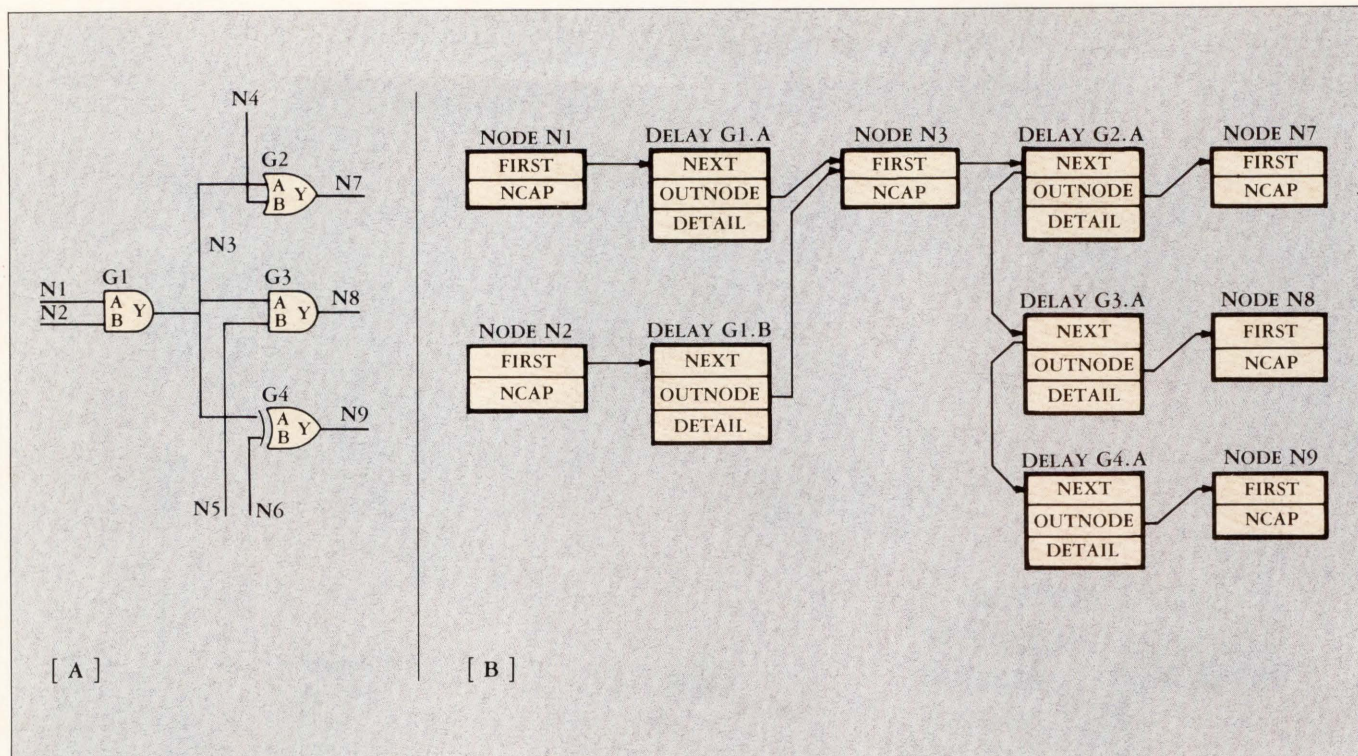 N4
G2
A
B
Y
N7
N3
G1
N1
N2
A
B
Y
G3
A
B
Y
N8
G4
A
B
Y
N9
N5
N6
[ A ]
NODE N1
FIRST
NCAP
DELAY G1.A
NEXT
OUTNODE
DETAIL
NODE N3
FIRST
NCAP
DELAY G2.A
NEXT
OUTNODE
DETAIL
NODE N7
FIRST
NCAP
NODE N2
FIRST
NCAP
DELAY G1.B
NEXT
OUTNODE
DETAIL
DELAY G3.A
NEXT
OUTNODE
DETAIL
NODE N8
FIRST
NCAP
DELAY G4.A
NEXT
OUTNODE
DETAIL
NODE N9
FIRST
NCAP
[ B ]